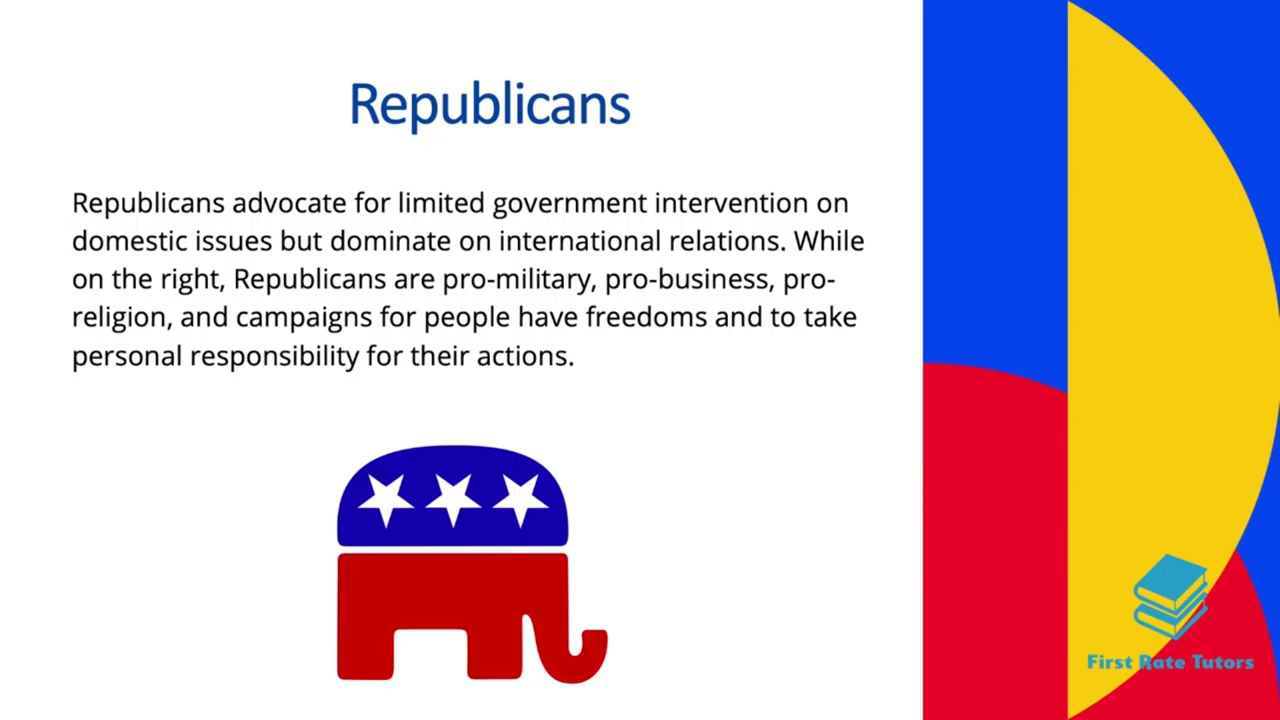 Republicans
Republicans advocate for limited government intervention on
domestic issues but dominate on international relations. While
on the right, Republicans are pro-military, pro-business, pro-
religion, and campaigns for people have freedoms and to take
personal responsibility for their actions.
First Rate Tutors